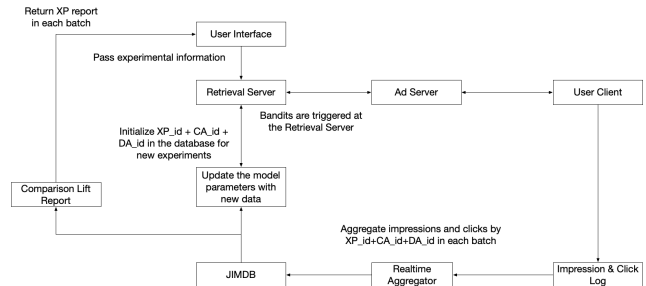 Return XP report
in each batch
User Interface
Pass experimental information
Retrieval Server
Ad Server
User Client
Bandits are triggered at
the Retrieval Server
Initialize XP_id + CA_id +
DA_id in the database for
new experiments
Update the model
parameters with
new data
Comparison Lift
Report
Aggregate impressions and clicks by
XP_id+CA_id+DA_id in each batch
JIMDB
Realtime
Aggregator
Impression & Click
Log